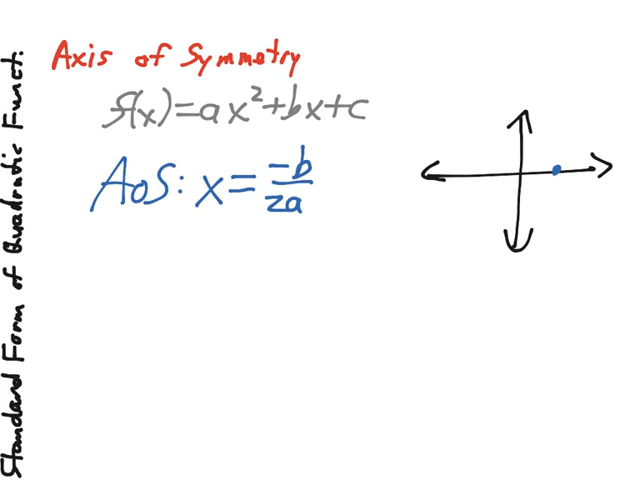 Axis of Symmetry
f(x)=ax²+bx+c
AoS: x = -b/2a
Standard Form of Quadratic Funct.